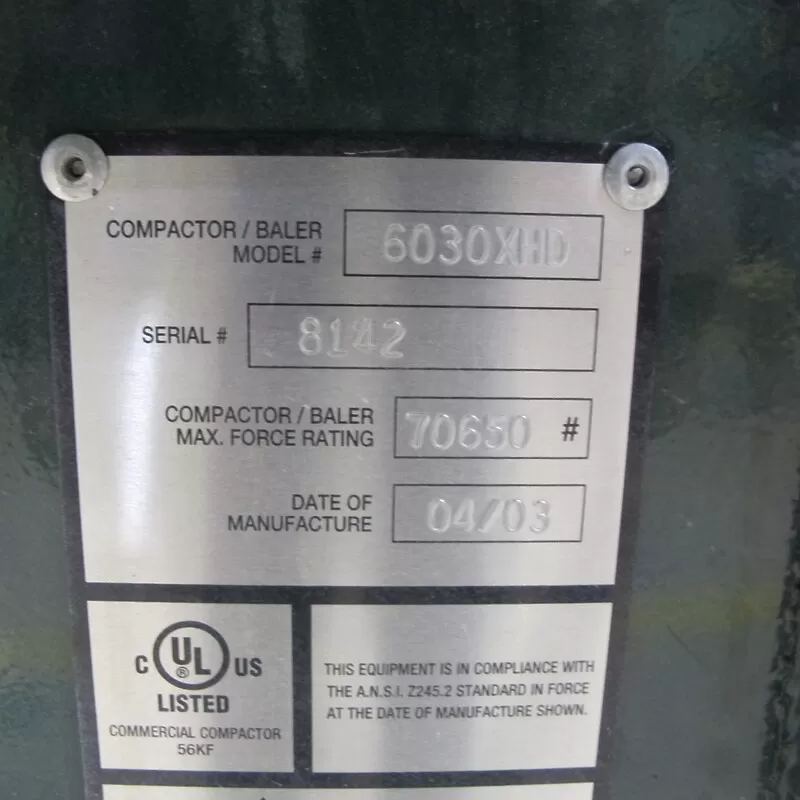 COMPACTOR / BALER
MODEL # 6030XHD
SERIAL # 8142
COMPACTOR / BALER
MAX. FORCE RATING 70650 #
DATE OF
MANUFACTURE 04/03
C UL ® US
LISTED
COMMERCIAL COMPACTOR
56KF
THIS EQUIPMENT IS IN COMPLIANCE WITH
THE A.N.S.I. Z245.2 STANDARD IN FORCE
AT THE DATE OF MANUFACTURE SHOWN.